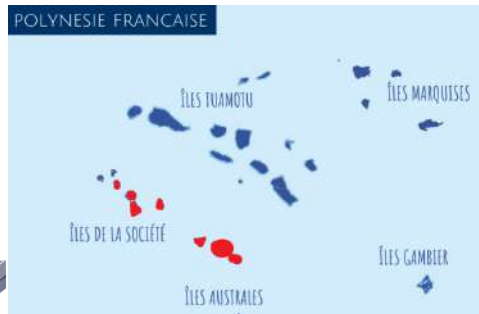 POLYNESIE FRANCAISE
ÎLES TUAMOTU
ÎLES MARQUISES
ÎLES DE LA SOCIÉTÉ
ÎLES GAMBIER
ÎLES AUSTRALES